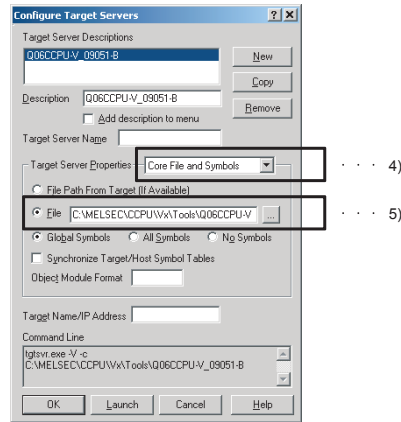 Configure Target Servers
Target Server Descriptions
Q06CCPU-V_09051-B
New
Copy
Description Q06CCPU-V_09051-B
Remove
Add description to menu
Target Server Name
Target Server Properties Core File and Symbols
· · · 4)
File Path From Target (If Available)
File C:\MELSEC\CCPU\Vx\Tools\Q06CCPU-V ...
· · · 5)
Global Symbols All Symbols No Symbols
Synchronize Target/Host Symbol Tables
Object Module Format
Target Name/IP Address
Command Line
tgtsvr.exe -V -c
C:\MELSEC\CCPU\Vx\Tools\Q06CCPU-V_09051-B
OK Launch Cancel Help